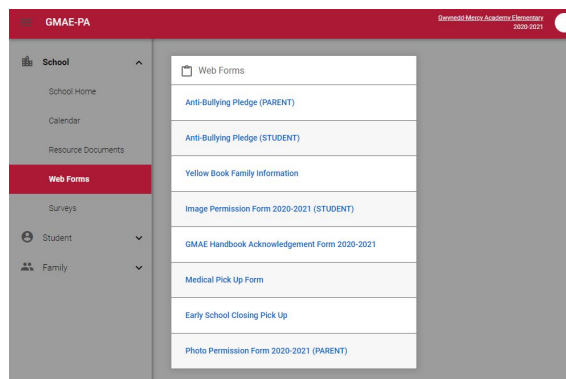 GMAE-PA
Gwynedd-Mercy Academy Elementary
2020-2021
School
School Home
Calendar
Resource Documents
Web Forms
Surveys
Student
Family
Web Forms
Anti-Bullying Pledge (PARENT)
Anti-Bullying Pledge (STUDENT)
Yellow Book Family Information
Image Permission Form 2020-2021 (STUDENT)
GMAE Handbook Acknowledgement Form 2020-2021
Medical Pick Up Form
Early School Closing Pick Up
Photo Permission Form 2020-2021 (PARENT)